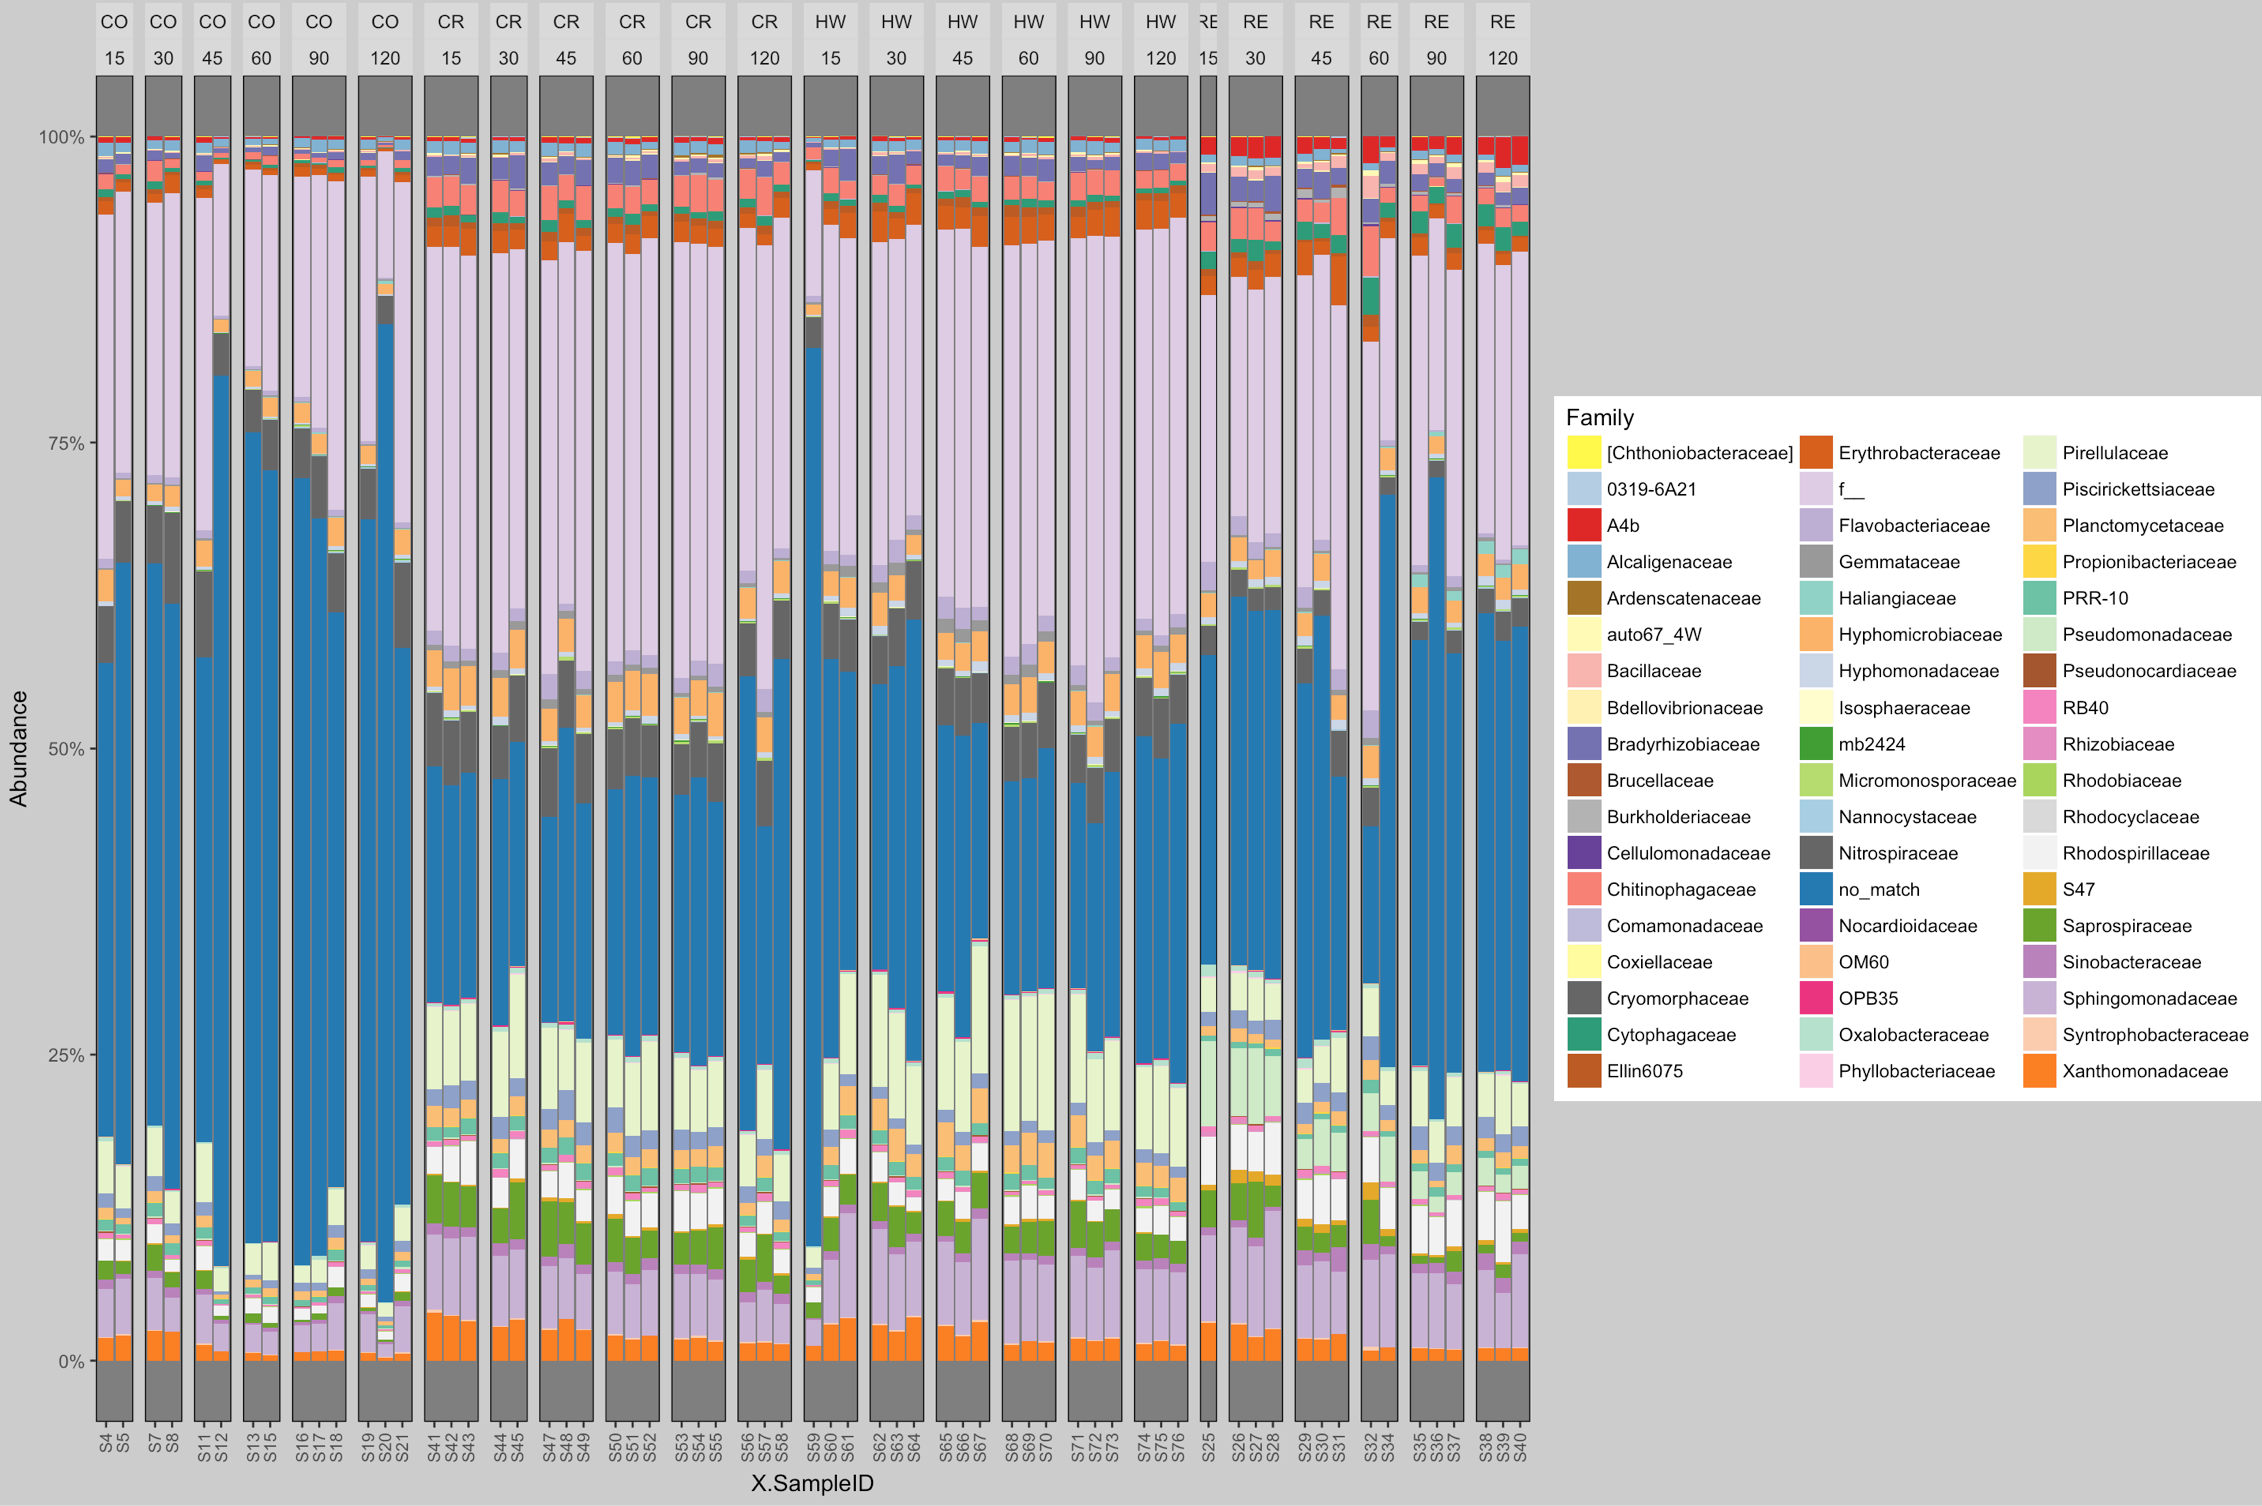 CO CO CO CO CO CO CR CR CR CR CR CR HW HW HW HW HW HW RE RE RE RE RE RE
15 30 45 60 90 120 15 30 45 60 90 120 15 30 45 60 90 120 15 30 45 60 90 120
100%
75%
50%
25%
0%
Abundance
S4 S5 S7 S8 S11 S12 S13 S15 S16 S17 S18 S19 S20 S21 S41 S42 S43 S44 S45 S47 S48 S49 S50 S51 S52 S53 S54 S55 S56 S57 S58 S59 S60 S61 S62 S63 S64 S65 S66 S67 S68 S69 S70 S71 S72 S73 S74 S75 S76 S25 S26 S27 S28 S29 S30 S31 S32 S34 S35 S36 S37 S38 S39 S40
X.SampleID
Family
[Chthoniobacteraceae]
0319-6A21
A4b
Alcaligenaceae
Ardenscatenaceae
auto67_4W
Bacillaceae
Bdellovibrionaceae
Bradyrhizobiaceae
Brucellaceae
Burkholderiaceae
Cellulomonadaceae
Chitinophagaceae
Comamonadaceae
Coxiellaceae
Cryomorphaceae
Cytophagaceae
Ellin6075
Erythrobacteraceae
f__
Flavobacteriaceae
Gemmataceae
Haliangiaceae
Hyphomicrobiaceae
Hyphomonadaceae
Isosphaeraceae
mb2424
Micromonosporaceae
Nannocystaceae
Nitrospiraceae
no_match
Nocardioidaceae
OM60
OPB35
Oxalobacteraceae
Phyllobacteriaceae
Pirellulaceae
Piscirickettsiaceae
Planctomycetaceae
Propionibacteriaceae
PRR-10
Pseudomonadaceae
Pseudonocardiaceae
RB40
Rhizobiaceae
Rhodobiaceae
Rhodocyclaceae
Rhodospirillaceae
S47
Saprospiraceae
Sinobacteraceae
Sphingomonadaceae
Syntrophobacteraceae
Xanthomonadaceae